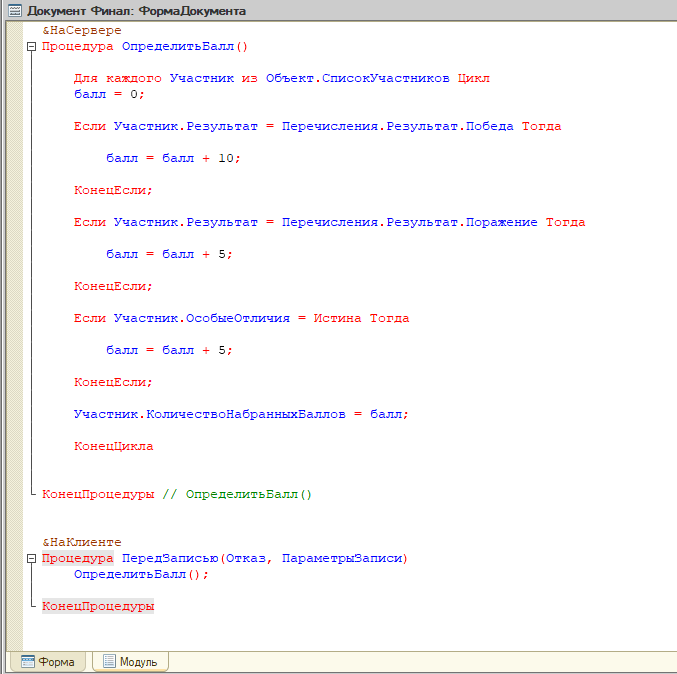 Документ Финал: ФормаДокумента
&НаСервере
Процедура ОпределитьБалл()
Для каждого Участник из Объект.СписокУчастников Цикл
балл = 0;
Если Участник.Результат = Перечисления.Результат.Победа Тогда
балл = балл + 10;
КонецЕсли;
Если Участник.Результат = Перечисления.Результат.Поражение Тогда
балл = балл + 5;
КонецЕсли;
Если Участник.ОсобыеОтличия = Истина Тогда
балл = балл + 5;
КонецЕсли;
Участник.КоличествоНабранныхБаллов = балл;
КонецЦикла
КонецПроцедуры // ОпределитьБалл()
&НаКлиенте
Процедура ПередЗаписью(Отказ, ПараметрыЗаписи)
ОпределитьБалл();
КонецПроцедуры
Форма Модуль